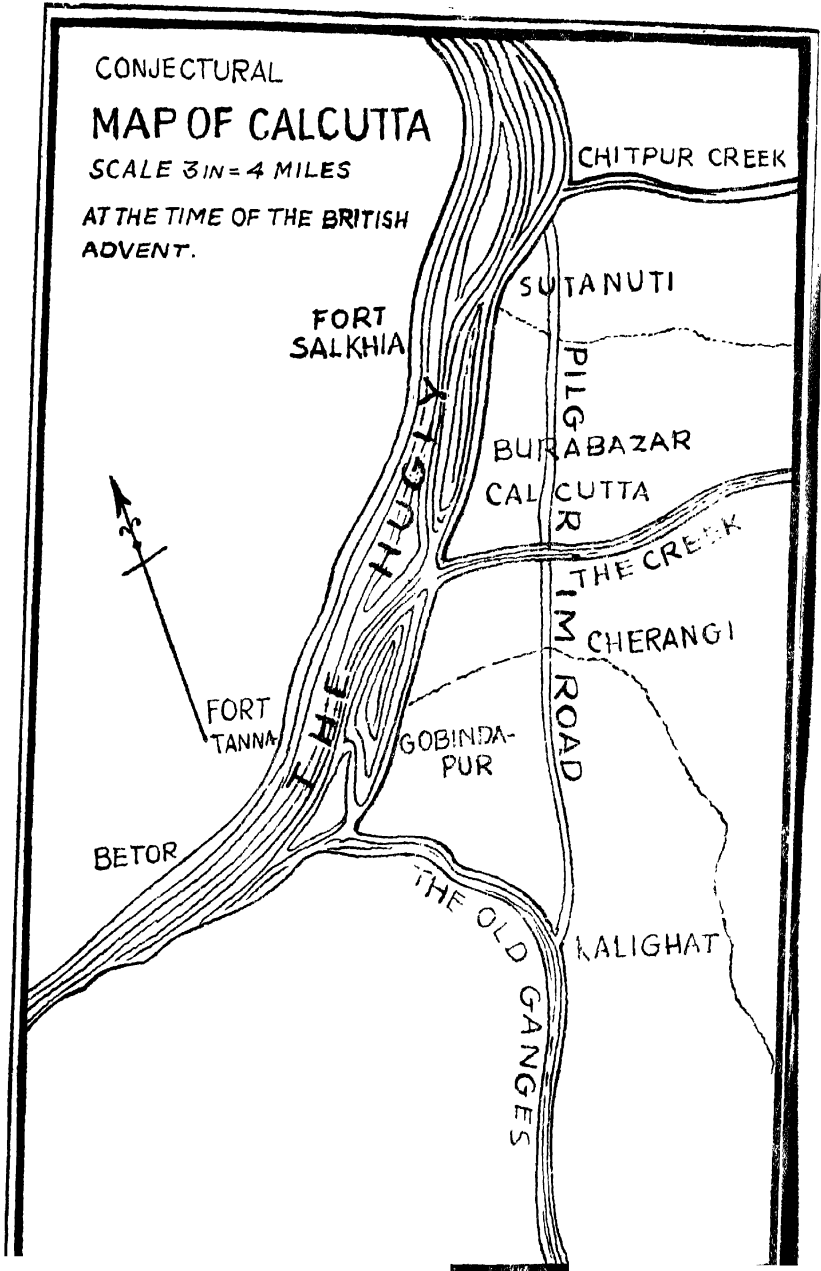 CONJECTURAL
MAP OF CALCUTTA
SCALE 3 IN = 4 MILES
AT THE TIME OF THE BRITISH
ADVENT.
CHITPUR CREEK
SUTANUTI
FORT
SALKHIA
PILGRIM ROAD
BURABAZAR
CALCUTTA
THE HUGLY
THE CREEK
CHERANGI
FORT
TANNA
GOBINDA-
PUR
BETOR
THE OLD GANGES
KALIGHAT